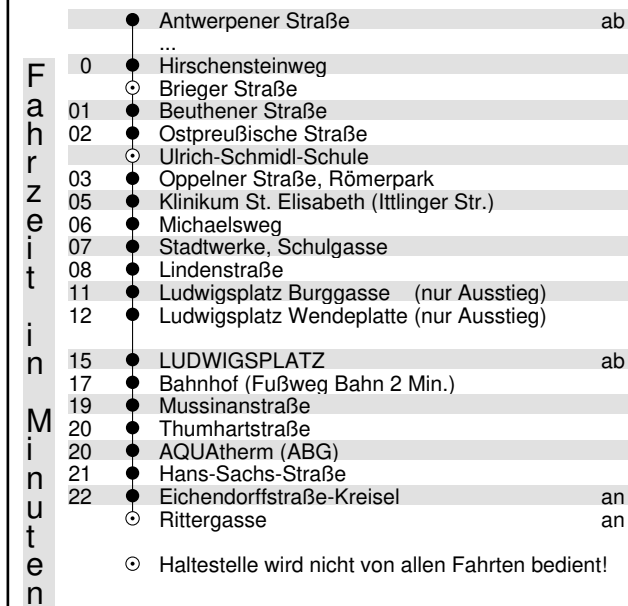 Antwerpener Straße ab
...
Fahrzeit in Minuten
0 Hirschensteinweg
Brieger Straße
01 Beuthener Straße
02 Ostpreußische Straße
Ulrich-Schmidl-Schule
03 Oppelner Straße, Römerpark
05 Klinikum St. Elisabeth (Ittlinger Str.)
06 Michaelsweg
07 Stadtwerke, Schulgasse
08 Lindenstraße
11 Ludwigsplatz Burggasse (nur Ausstieg)
12 Ludwigsplatz Wendeplatte (nur Ausstieg)
15 LUDWIGSPLATZ ab
17 Bahnhof (Fußweg Bahn 2 Min.)
19 Mussinanstraße
20 Thumhartstraße
20 AQUAtherm (ABG)
21 Hans-Sachs-Straße
22 Eichendorffstraße-Kreisel an
Rittergasse an
Haltestelle wird nicht von allen Fahrten bedient!